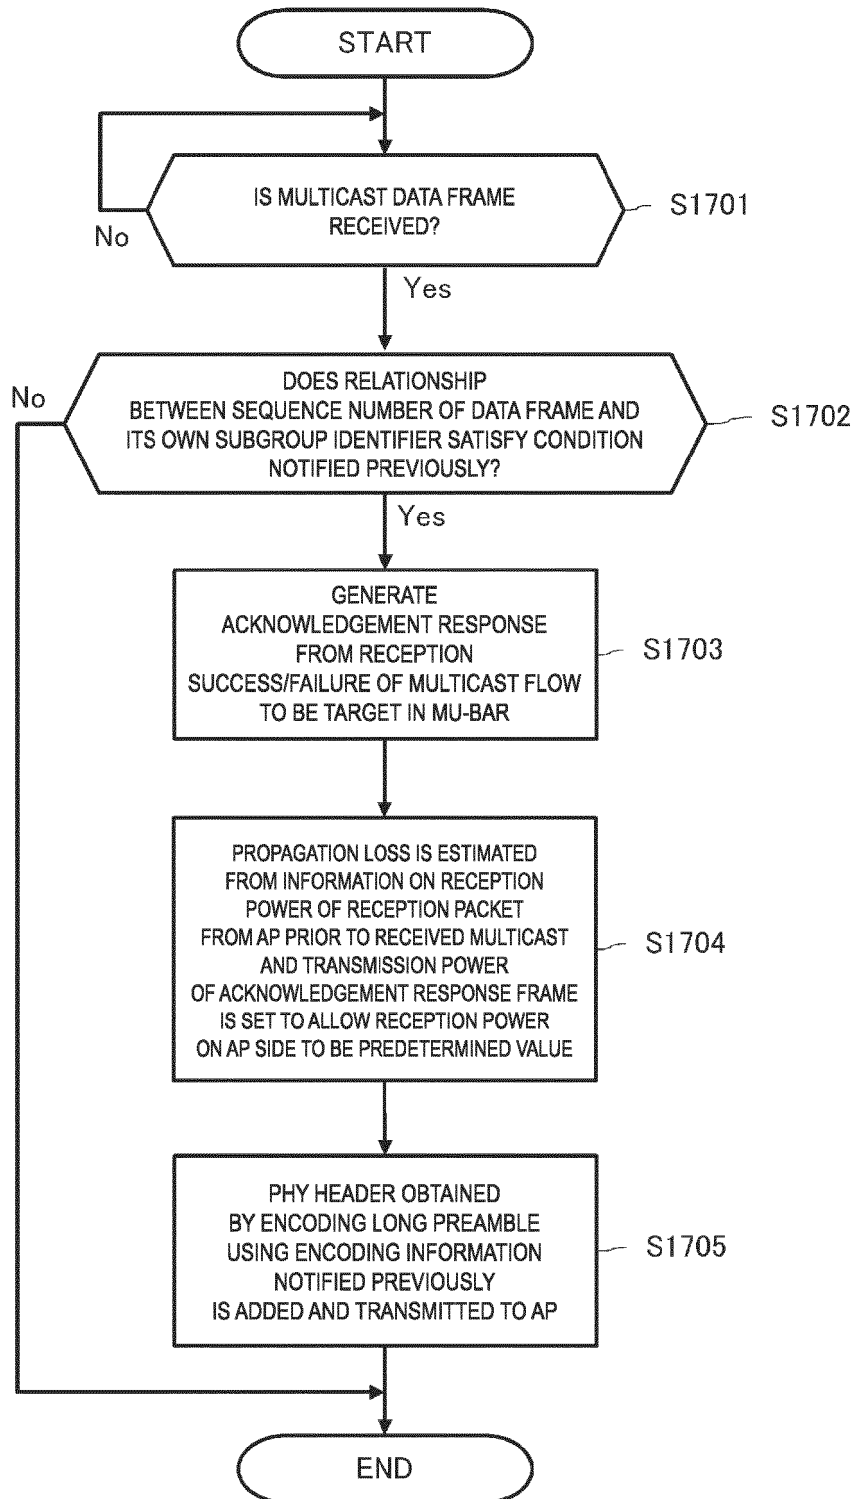 START
IS MULTICAST DATA FRAME
RECEIVED?
S1701
No
Yes
DOES RELATIONSHIP
BETWEEN SEQUENCE NUMBER OF DATA FRAME AND
ITS OWN SUBGROUP IDENTIFIER SATISFY CONDITION
NOTIFIED PREVIOUSLY?
No
S1702
Yes
GENERATE
ACKNOWLEDGEMENT RESPONSE
FROM RECEPTION
SUCCESS/FAILURE OF MULTICAST FLOW
TO BE TARGET IN MU-BAR
S1703
PROPAGATION LOSS IS ESTIMATED
FROM INFORMATION ON RECEPTION
POWER OF RECEPTION PACKET
FROM AP PRIOR TO RECEIVED MULTICAST
AND TRANSMISSION POWER
OF ACKNOWLEDGEMENT RESPONSE FRAME
IS SET TO ALLOW RECEPTION POWER
ON AP SIDE TO BE PREDETERMINED VALUE
S1704
PHY HEADER OBTAINED
BY ENCODING LONG PREAMBLE
USING ENCODING INFORMATION
NOTIFIED PREVIOUSLY
IS ADDED AND TRANSMITTED TO AP
S1705
END